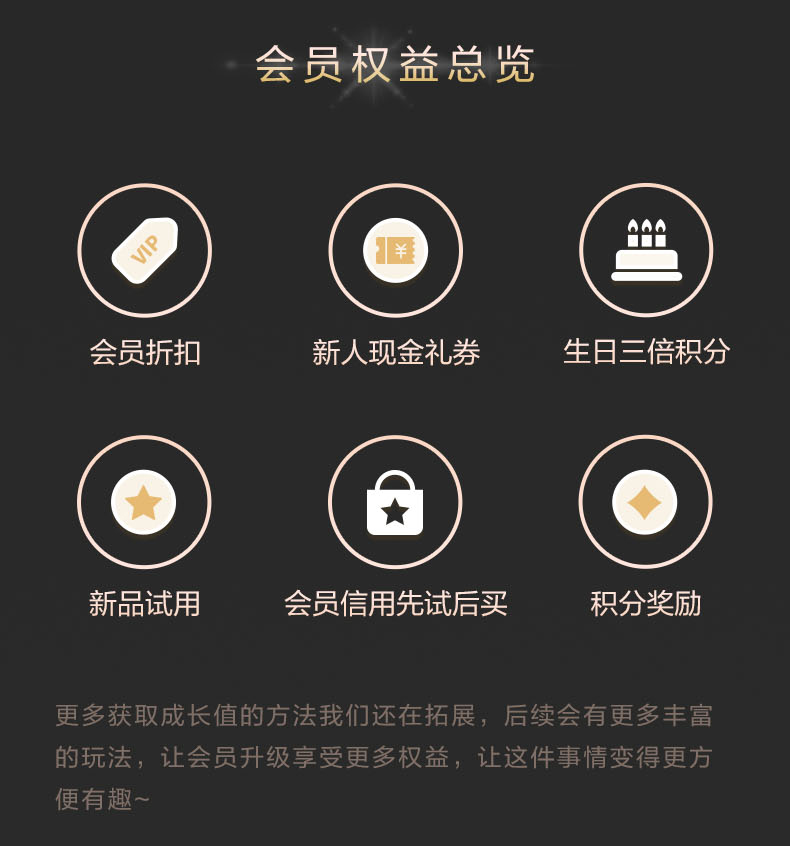 会员权益总览
VIP
¥
会员折扣
新人现金礼券
生日三倍积分
新品试用
会员信用先试后买
积分奖励
更多获取成长值的方法我们还在拓展，后续会有更多丰富
的玩法，让会员升级享受更多权益，让这件事情变得更方
便有趣~